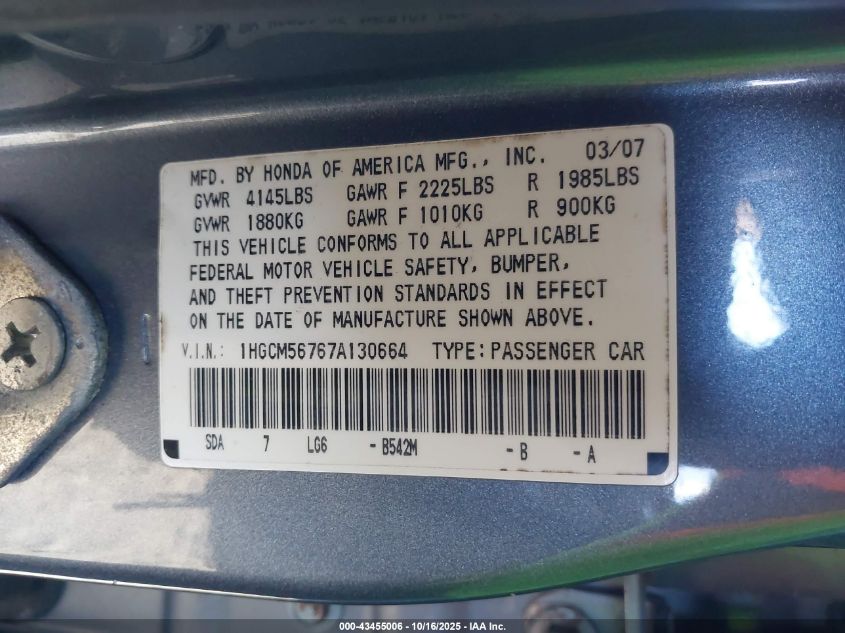 MFD. BY HONDA OF AMERICA MFG., INC. 03/07
GVWR 4145LBS GAWR F 2225LBS R 1985LBS
GVWR 1880KG GAWR F 1010KG R 900KG
THIS VEHICLE CONFORMS TO ALL APPLICABLE
FEDERAL MOTOR VEHICLE SAFETY, BUMPER,
AND THEFT PREVENTION STANDARDS IN EFFECT
ON THE DATE OF MANUFACTURE SHOWN ABOVE.
V.I.N.: 1HGCM56767A130664 TYPE: PASSENGER CAR
SDA 7 LG6 -B542M -B -A
000-43455006 - 10/16/2025 - IAA Inc.